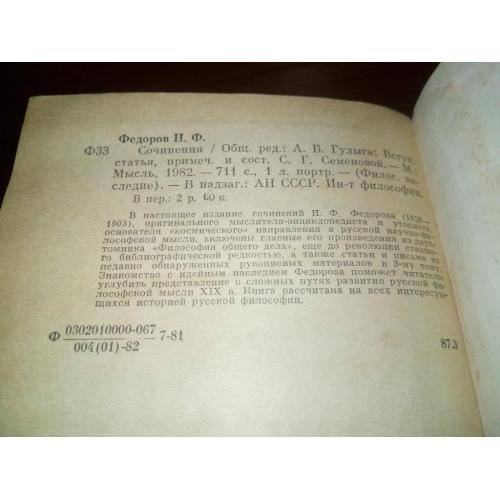 Федоров Н. Ф.
Ф33 Сочинения / Общ. ред.: А. В. Гулыга; Вступ.
статья, примеч. и сост. С. Г. Семеновой. — М.:
Мысль, 1982. — 711 с., 1 л. портр. — (Филос. на-
следие). — В надзаг.: АН СССР. Ин-т философии.
В пер.: 2 р. 60 к.
В настоящее издание сочинений Н. Ф. Федорова (1828—
1903), оригинального мыслителя-энциклопедиста и утописта,
основателя «космического» направления в русской научно-фи-
лософской мысли, включены главные его произведения из двух-
томника «Философия общего дела», еще до революции ставше-
го библиографической редкостью, а также статьи и письма из
недавно обнаруженных рукописных материалов к 3-му тому.
Знакомство с идейным наследием Федорова поможет читателю
углубить представление о сложных путях развития русской фи-
лософской мысли XIX в. Книга рассчитана на всех интересую-
щихся историей русской философии.
Ф 0302010000-067
004(01)-82 — 7-81
87.3